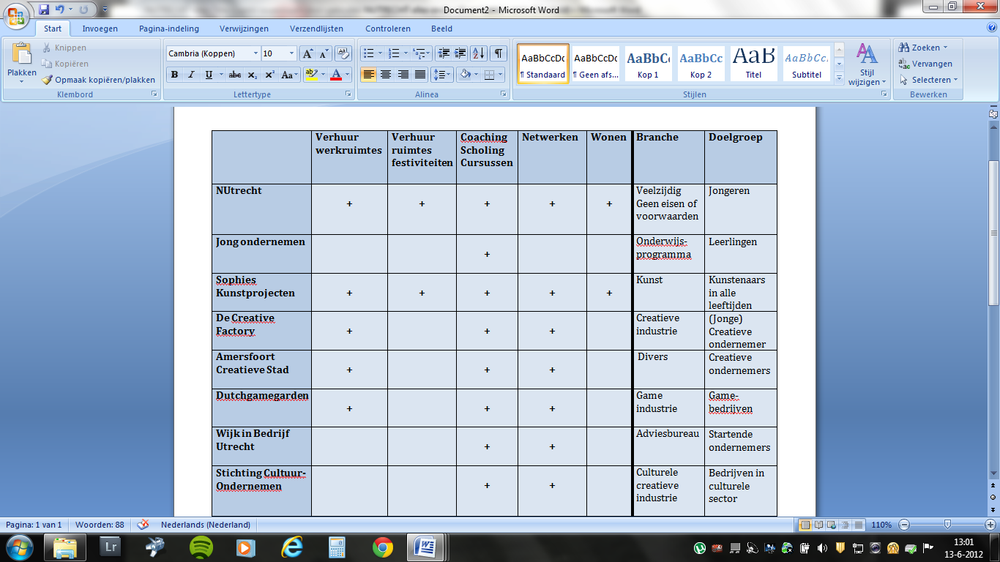 Document2 - Microsoft Word
Start Invoegen Pagina-indeling Verwijzingen Verzendlijsten Controleren Beeld
Plakken
Knippen
Kopiëren
Opmaak kopiëren/plakken
Klembord
Cambria (Koppen) 10
Lettertype
Alinea
AaBbCcDc AaBbCcDc AaBbCc AaBbCc AaB AaBbCc.
¶ Standaard ¶ Geen afs... Kop 1 Kop 2 Titel Subtitel
Stijl
wijzigen
Stijlen
Zoeken
Vervangen
Selecteren
Bewerken
Verhuur
werkruimtes
Verhuur
ruimtes
festiviteiten
Coaching
Scholing
Cursussen
Netwerken
Wonen
Branche
Doelgroep
NUtrecht
+ + + + +
Veelzijdig
Geen eisen of
voorwaarden
Jongeren
Jong ondernemen
+
Onderwijs-
programma
Leerlingen
Sophies
Kunstprojecten
+ + + + +
Kunst
Kunstenaars
in alle
leeftijden
De Creative
Factory
+ + +
Creatieve
industrie
(Jonge)
Creatieve
ondernemer
Amersfoort
Creatieve Stad
+ + +
Divers
Creatieve
ondernemers
Dutchgamegarden
+ + +
Game
industrie
Game-
bedrijven
Wijk in Bedrijf
Utrecht
+ +
Adviesbureau
Startende
ondernemers
Stichting Cultuur-
Ondernemen
+ +
Culturele
creatieve
industrie
Bedrijven in
culturele
sector
Pagina: 1 van 1 Woorden: 88 Nederlands (Nederland) 110%
Lr
13:01
13-6-2012